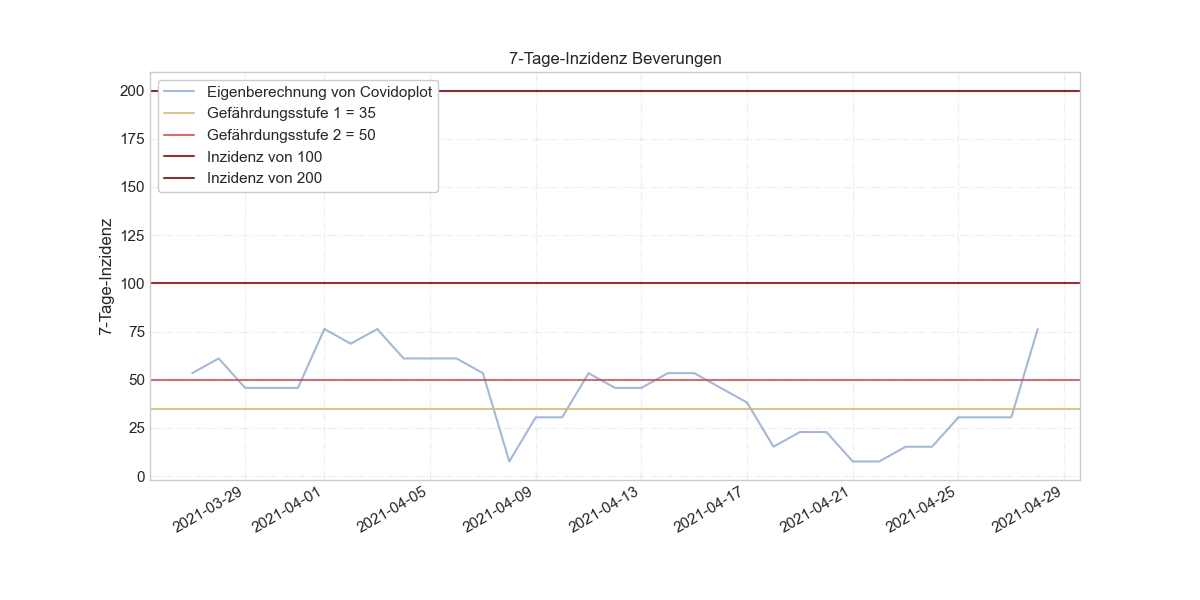 7-Tage-Inzidenz Beverungen
Eigenberechnung von Covidoplot
Gefährdungsstufe 1 = 35
Gefährdungsstufe 2 = 50
Inzidenz von 100
Inzidenz von 200
7-Tage-Inzidenz
200
175
150
125
100
75
50
25
0
2021-03-29
2021-04-01
2021-04-05
2021-04-09
2021-04-13
2021-04-17
2021-04-21
2021-04-25
2021-04-29